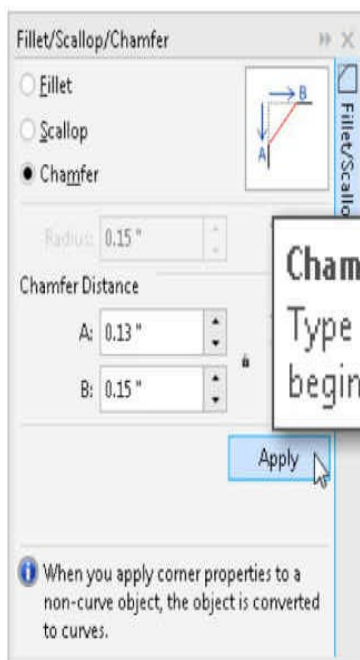 Fillet/Scallop/Chamfer
Fillet
Scallop
Chamfer
B
A
Fillet/Scallo
Radius: 0.15 "
Chamfer Distance
A: 0.13 "
B: 0.15 "
Cham
Type
begin
Apply
When you apply corner properties to a
non-curve object, the object is converted
to curves.